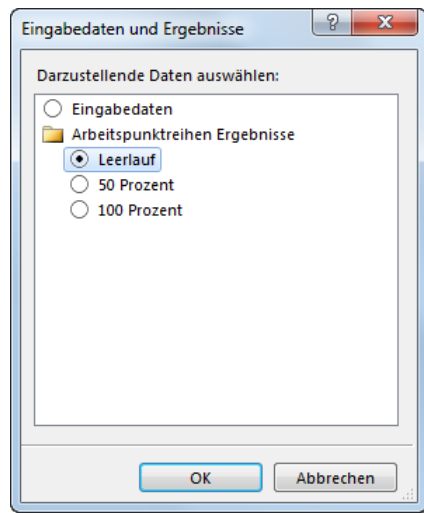 Eingabedaten und Ergebnisse
?
Darzustellende Daten auswählen:
Eingabedaten
Arbeitspunktreihen Ergebnisse
Leerlauf
50 Prozent
100 Prozent
OK Abbrechen